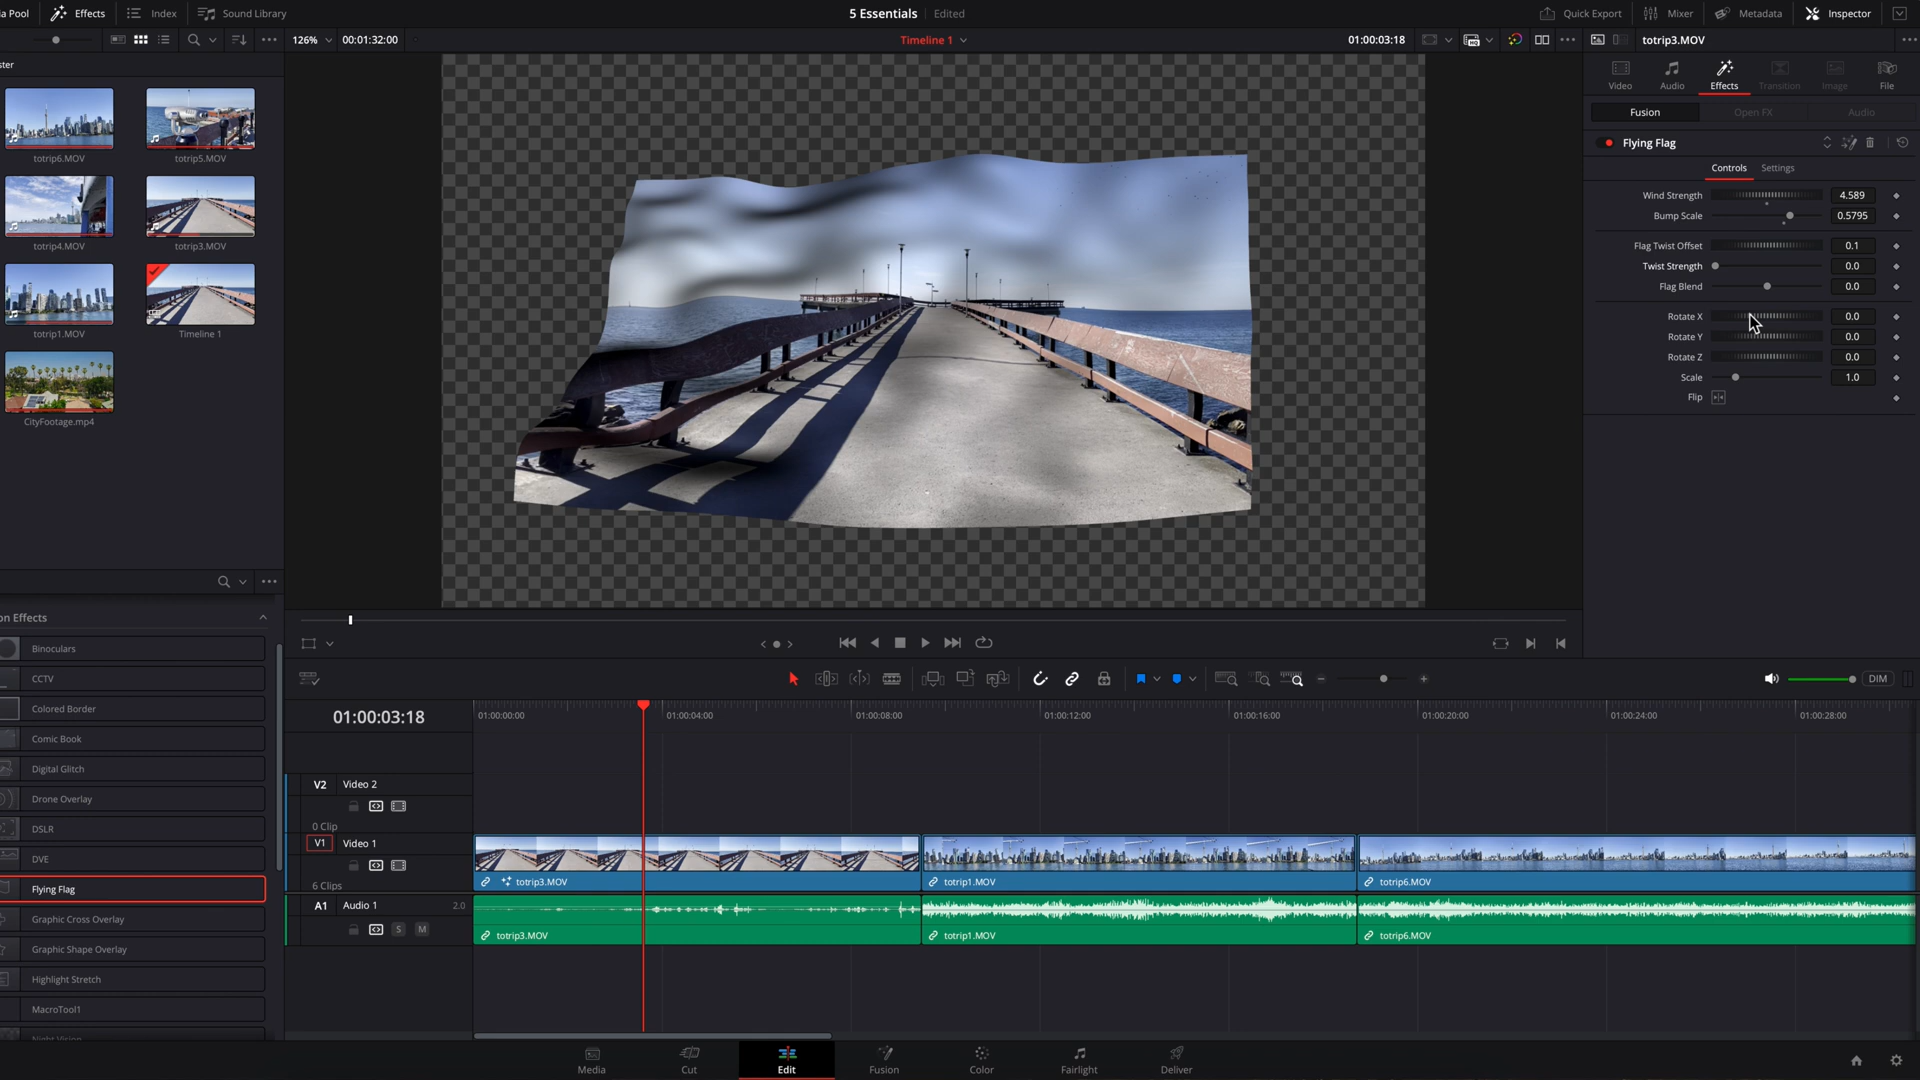 ia Pool
Effects
Index
Sound Library
5 Essentials
Edited
Quick Export
Mixer
Metadata
Inspector
126%
00:01:32:00
Timeline 1
01:00:03:18
totrip3.MOV
ster
totrip6.MOV
totrip5.MOV
totrip4.MOV
totrip3.MOV
totrip1.MOV
Timeline 1
CityFootage.mp4
Video
Audio
Effects
Transition
Image
File
Fusion
Open FX
Audio
Flying Flag
Controls
Settings
Wind Strength
4.589
Bump Scale
0.5795
Flag Twist Offset
0.1
Twist Strength
0.0
Flag Blend
0.0
Rotate X
0.0
Rotate Y
0.0
Rotate Z
0.0
Scale
1.0
Flip
on Effects
Binoculars
CCTV
Colored Border
Comic Book
Digital Glitch
Drone Overlay
DSLR
DVE
Flying Flag
Graphic Cross Overlay
Graphic Shape Overlay
Highlight Stretch
MacroTool1
Night Vision
DIM
01:00:03:18
01:00:00:00
01:00:04:00
01:00:08:00
01:00:12:00
01:00:16:00
01:00:20:00
01:00:24:00
01:00:28:00
V2
Video 2
0 Clip
V1
Video 1
6 Clips
totrip3.MOV
totrip1.MOV
totrip6.MOV
A1
Audio 1
2.0
S
M
totrip3.MOV
totrip1.MOV
totrip6.MOV
Media
Cut
Edit
Fusion
Color
Fairlight
Deliver